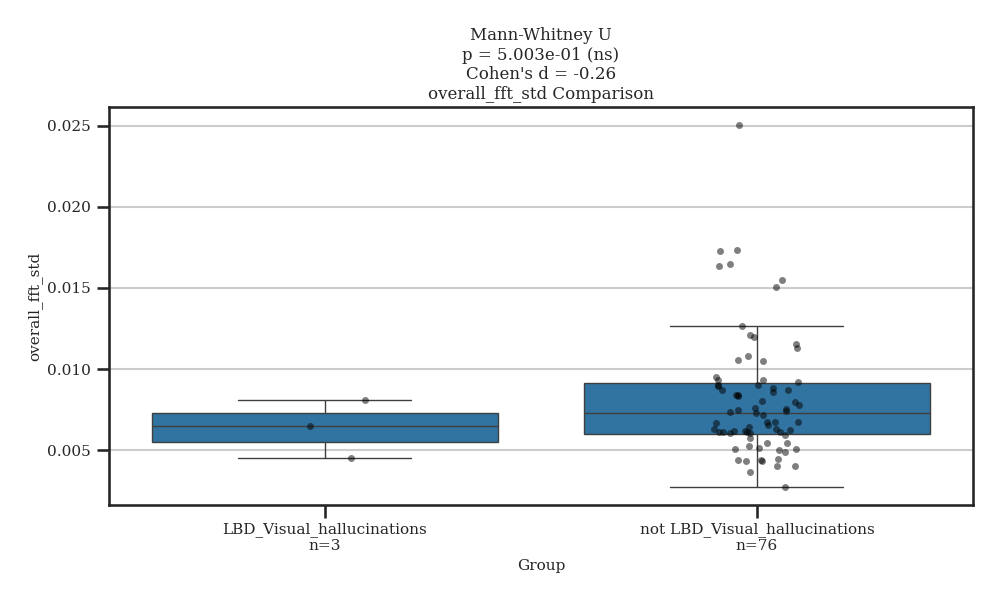 Mann-Whitney U
p = 5.003e-01 (ns)
Cohen's d = -0.26
overall_fft_std Comparison
overall_fft_std
0.025
0.020
0.015
0.010
0.005
LBD_Visual_hallucinations
n=3
not LBD_Visual_hallucinations
n=76
Group